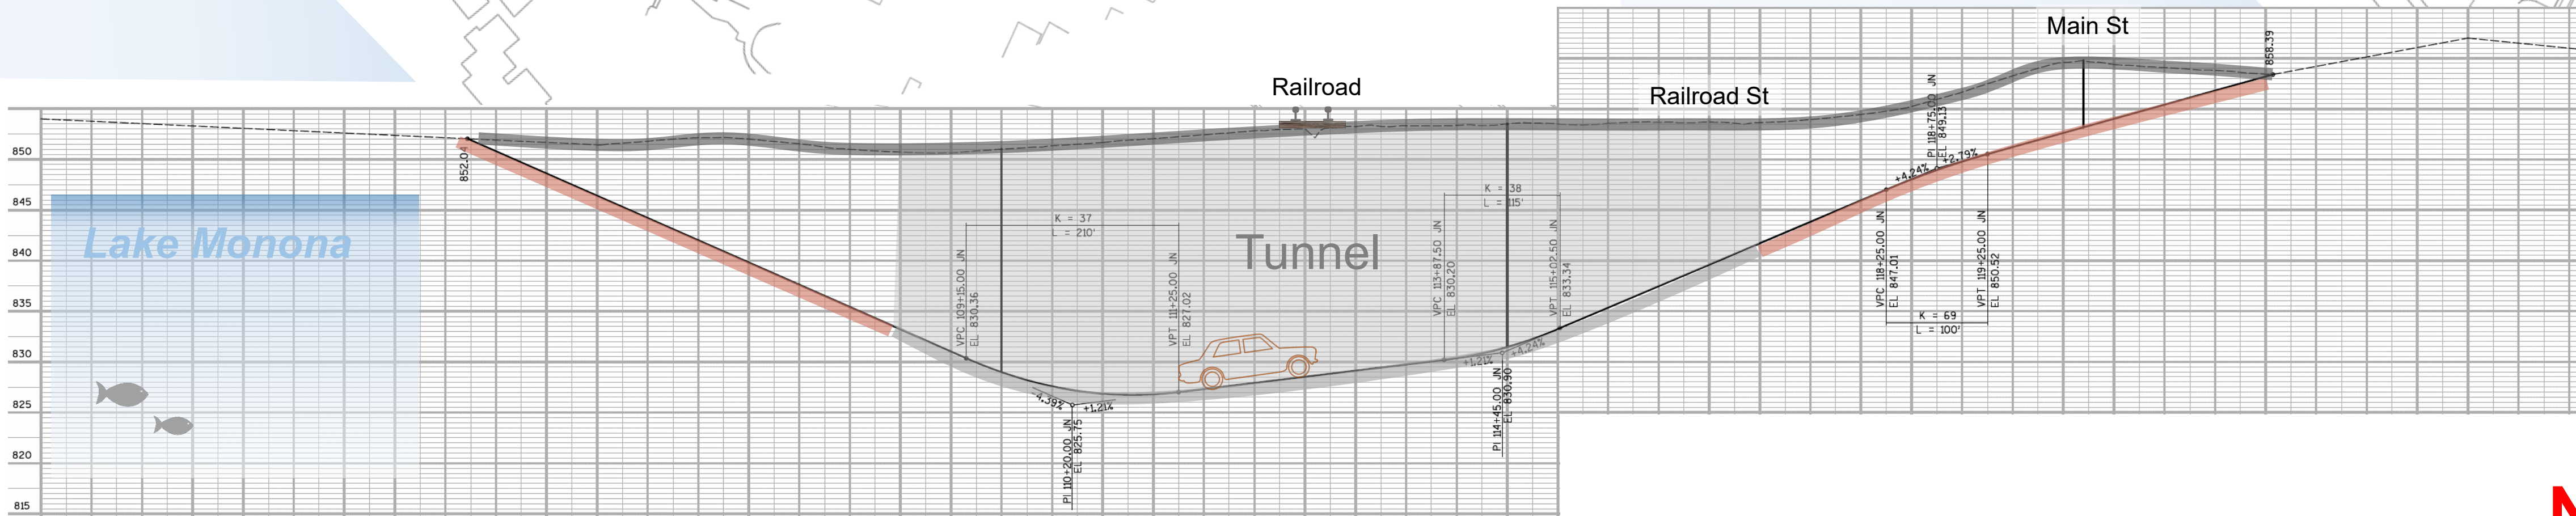 Main St
858.39
Railroad
Railroad St
PI 118+75.00 JN
EL 849.13
850
845
840
835
830
825
820
815
852.04
Lake Monona
K = 37
L = 210'
VPC 109+15.00 JN
EL 830.36
VPT 111+25.00 JN
EL 827.02
Tunnel
K = 38
L = 115'
VPC 113+87.50 JN
EL 830.20
VPT 115+02.50 JN
EL 833.34
-4.39%
+1.21%
PI 110+20.00 JN
EL 825.75
+1.21%
+4.24%
PI 114+45.00 JN
EL 830.90
+4.24%
+2.79%
VPC 118+25.00 JN
EL 847.01
VPT 119+25.00 JN
EL 850.52
K = 69
L = 100'